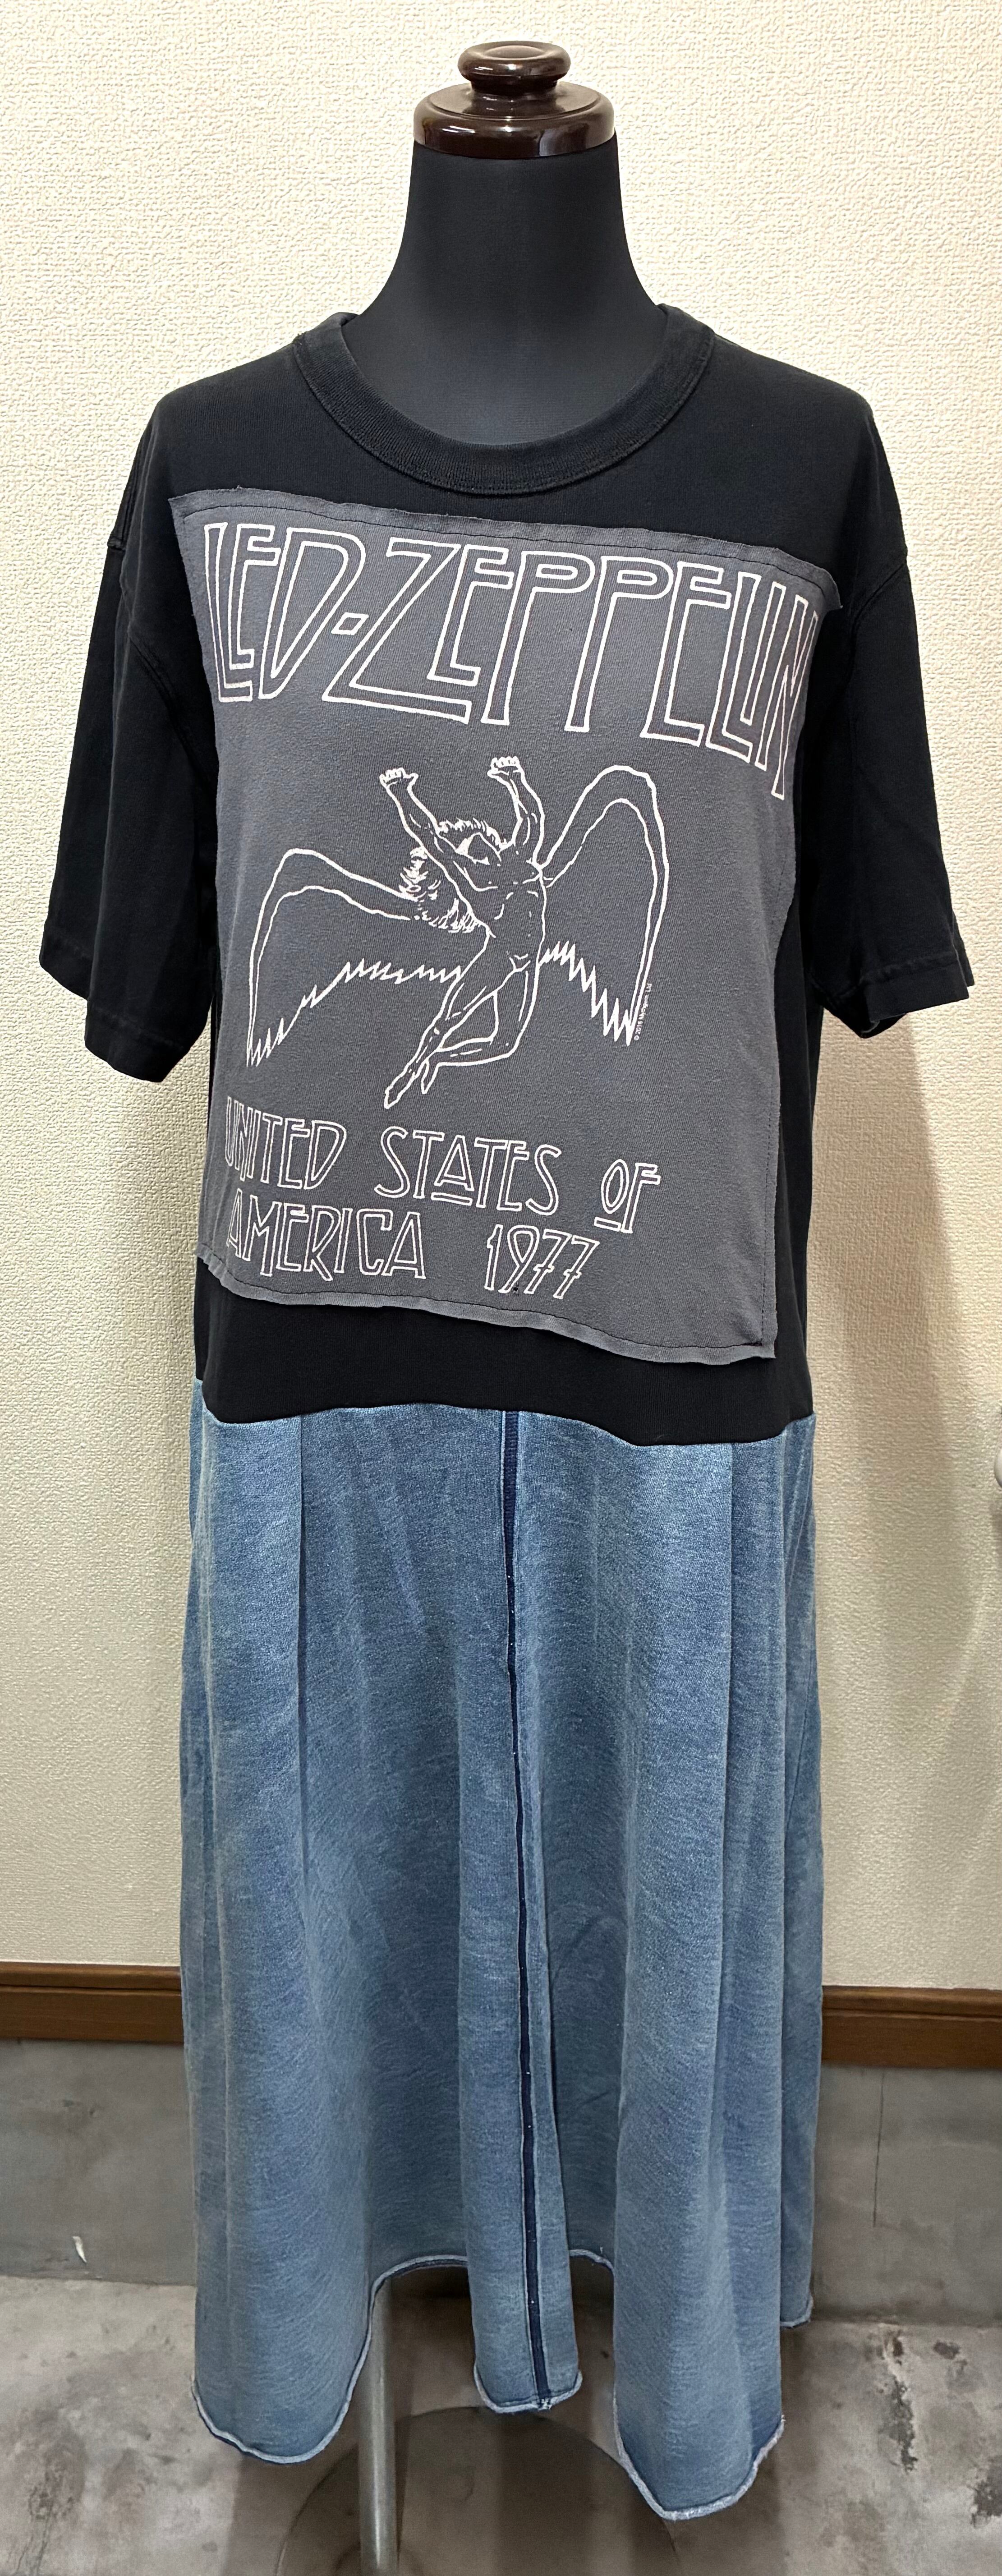 LED-ZEPPELIN
UNITED STATES OF
AMERICA 1977